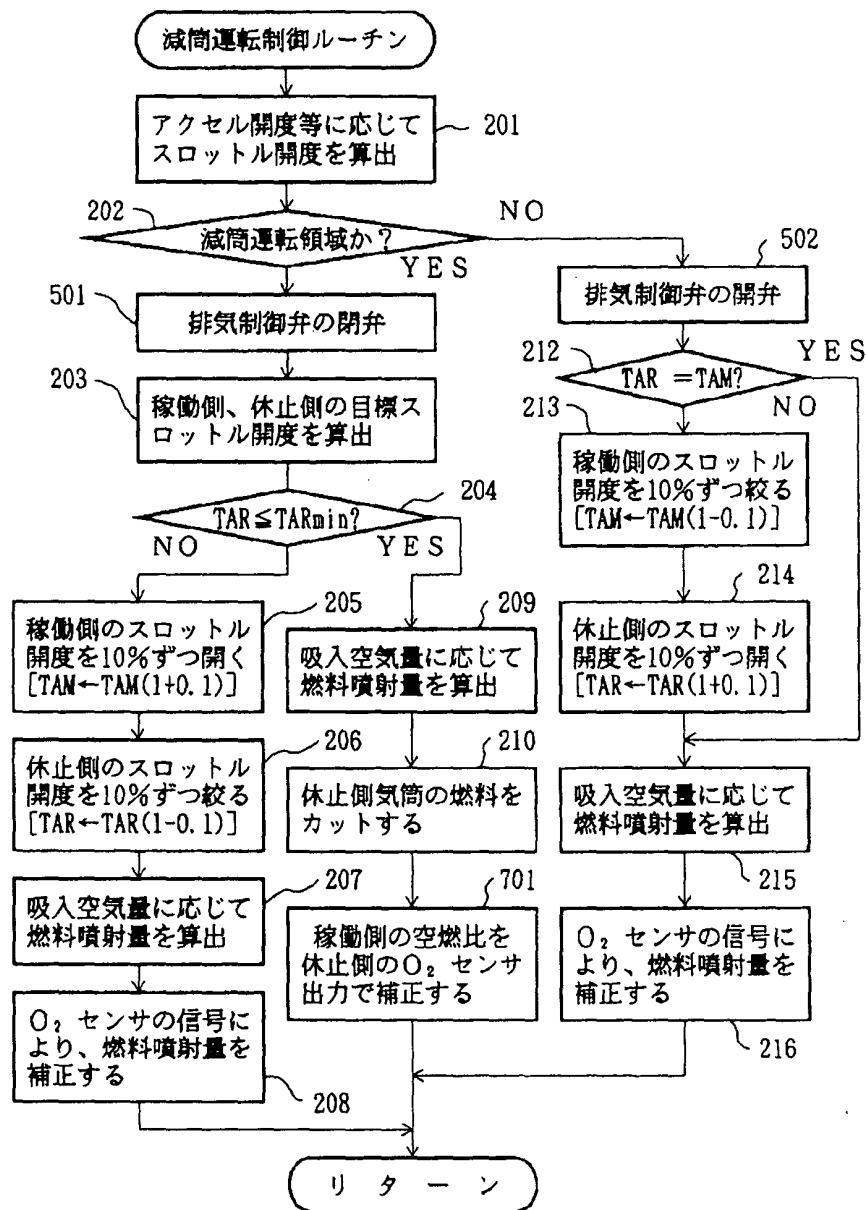 減筒運転制御ルーチン
アクセル開度等に応じて
スロットル開度を算出
201
202
減筒運転領域か?
NO
YES
501
排気制御弁の閉弁
203
稼働側、休止側の目標ス
ロットル開度を算出
204
TAR≦TARmin?
NO
YES
205
稼働側のスロットル
開度を10%ずつ開く
[TAM←TAM(1+0.1)]
206
休止側のスロットル
開度を10%ずつ絞る
[TAR←TAR(1-0.1)]
207
吸入空気量に応じて
燃料噴射量を算出
O₂ センサの信号に
より、燃料噴射量を
補正する
208
209
吸入空気量に応じて
燃料噴射量を算出
210
休止側気筒の燃料を
カットする
701
稼働側の空燃比を
休止側のO₂ センサ
出力で補正する
502
排気制御弁の開弁
212
TAR =TAM?
YES
NO
213
稼働側のスロットル
開度を10%ずつ絞る
[TAM←TAM(1-0.1)]
214
休止側のスロットル
開度を10%ずつ開く
[TAR←TAR(1+0.1)]
吸入空気量に応じて
燃料噴射量を算出
215
O₂ センサの信号に
より、燃料噴射量を
補正する
216
リターン